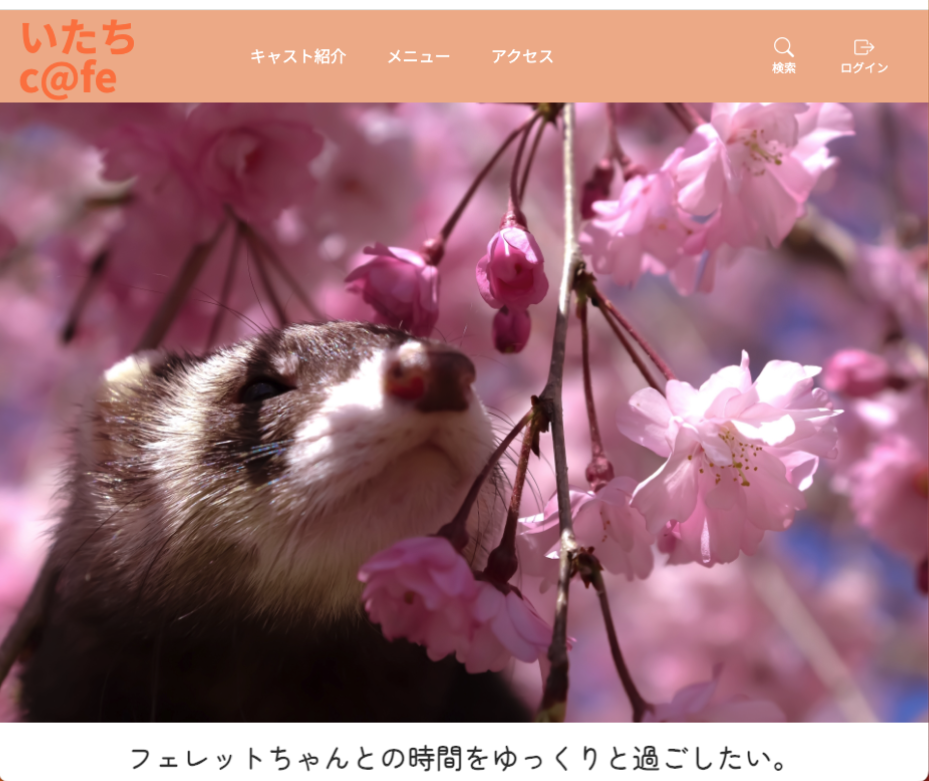 いたち
c@fe
キャスト紹介 メニュー アクセス
検索 ログイン
フェレットちゃんとの時間をゆっくりと過ごしたい。